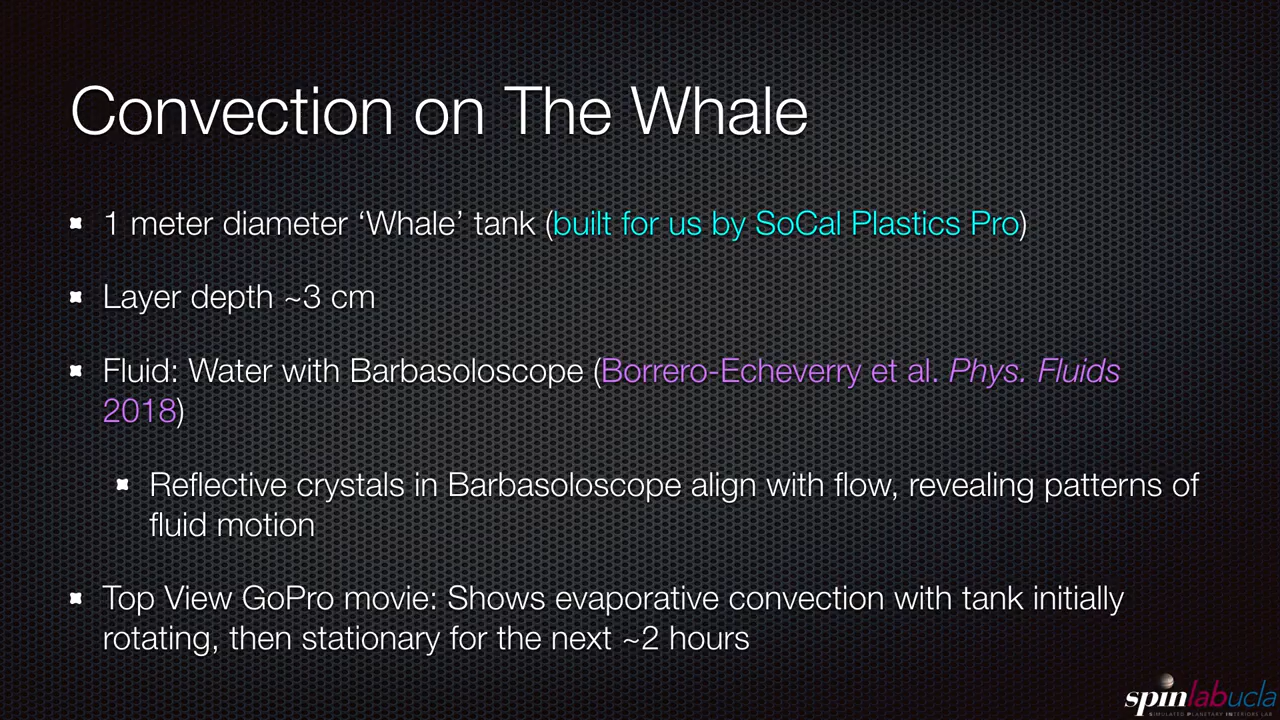 Convection on The Whale
1 meter diameter ‘Whale’ tank (built for us by SoCal Plastics Pro)
Layer depth ~3 cm
Fluid: Water with Barbasoloscope (Borrero-Echeverry et al. Phys. Fluids
2018)
Reflective crystals in Barbasoloscope align with flow, revealing patterns of
fluid motion
Top View GoPro movie: Shows evaporative convection with tank initially
rotating, then stationary for the next ~2 hours
spinlabucla
SIMULATED PLANETARY INTERIORS LAB